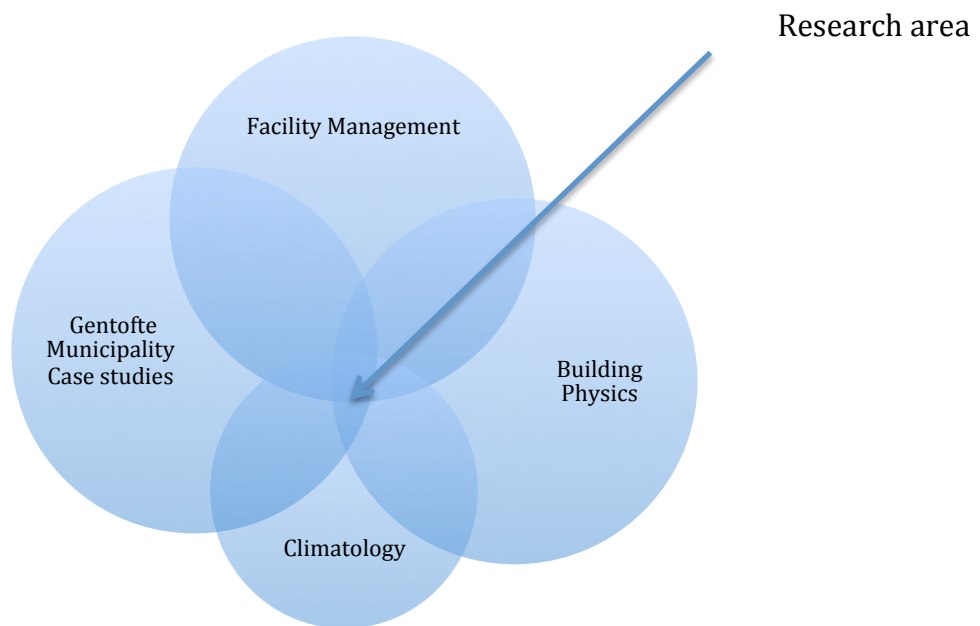 Research area
Facility Management
Gentofte
Municipality
Case studies
Building
Physics
Climatology